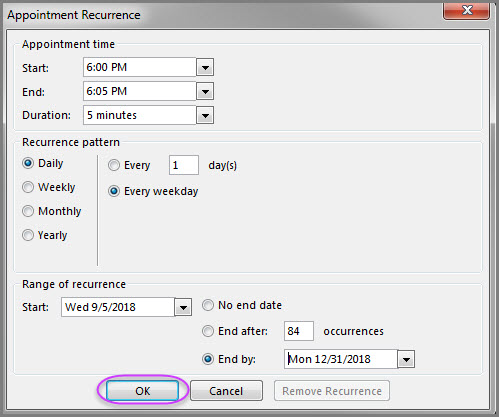 Appointment Recurrence
Appointment time
Start: 6:00 PM
End: 6:05 PM
Duration: 5 minutes
Recurrence pattern
Daily
Weekly
Monthly
Yearly
Every 1 day(s)
Every weekday
Range of recurrence
Start: Wed 9/5/2018
No end date
End after: 84 occurrences
End by: Mon 12/31/2018
OK Cancel Remove Recurrence